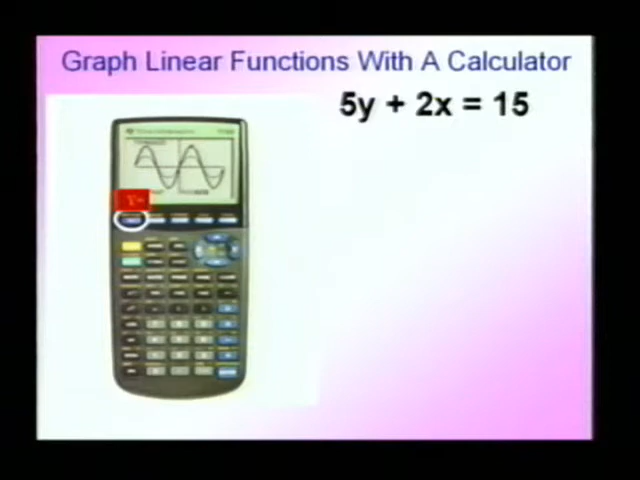 Graph Linear Functions With A Calculator
5y + 2x = 15
Y=